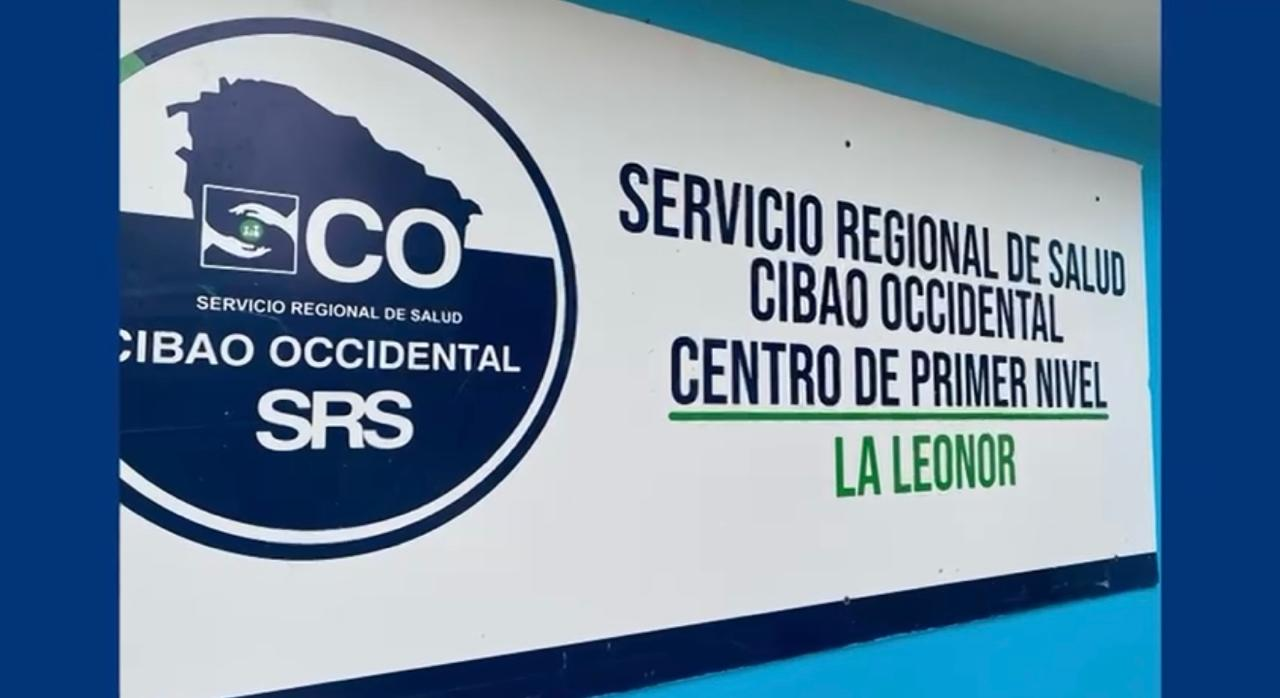 CO
SERVICIO REGIONAL DE SALUD
CIBAO OCCIDENTAL
SRS
SERVICIO REGIONAL DE SALUD
CIBAO OCCIDENTAL
CENTRO DE PRIMER NIVEL
LA LEONOR